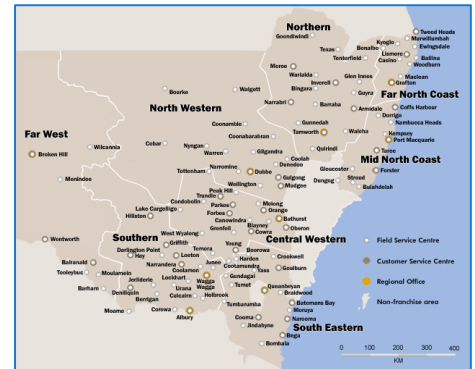 Northern
Goondiwindi
Tweed Heads
Murwillumbah
Kyogle
Ewingsdale
Texas
Bonalbo
Lismore
Tenterfield
Casino
Ballina
Woodburn
Moree
Warialda
Inverell
Glen Innes
Maclean
Grafton
Bingara
Guyra
Far North Coast
Bourke
Walgett
Narrabri
Barraba
Armidale
Coffs Harbour
Dorrigo
North Western
Nambucca Heads
Coonamble
Gunnedah
Tamworth
Walcha
Kempsey
Port Macquarie
Far West
Coonabarabran
Wilcannia
Cobar
Nyngan
Warren
Gilgandra
Quirindi
Taree
Mid North Coast
Broken Hill
Coolah
Dunedoo
Gloucester
Forster
Menindee
Tottenham
Narromine
Dubbo
Gulgong
Dungog
Stroud
Bulahdelah
Wellington
Mudgee
Peak Hill
Trundle
Condobolin
Molong
Lake Cargelligo
Parkes
Orange
Hillston
Forbes
Bathurst
Canowindra
Blayney
Oberon
Grenfell
Cowra
Wentworth
Southern
West Wyalong
Central Western
Griffith
Young
Darlington Point
Temora
Boorowa
Hay
Leeton
Harden
Crookwell
Balranald
Narrandera
Junee
Cootamundra
Tooleybuc
Moulamein
Coolamon
Yass
Goulburn
Jerilderie
Lockhart
Wagga
Wagga
Gundagai
Barham
Deniliquin
Urana
Tumut
Queanbeyan
Berrigan
Culcairn
Holbrook
Braidwood
Moama
Corowa
Tumbarumba
Batemans Bay
Albury
Cooma
Moruya
Jindabyne
Narooma
South Eastern
Bega
Bombala
Field Service Centre
Customer Service Centre
Regional Office
Non-franchise area
0 100 200 300 400
KM